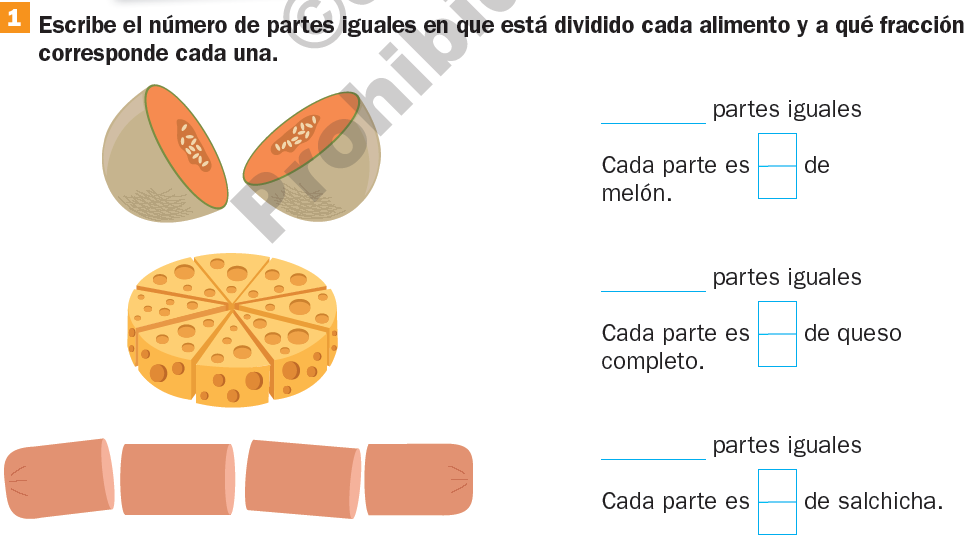 1 Escribe el número de partes iguales en que está dividido cada alimento y a qué fracción
corresponde cada una.
________ partes iguales
Cada parte es de
melón.
________ partes iguales
Cada parte es de queso
completo.
________ partes iguales
Cada parte es de salchicha.